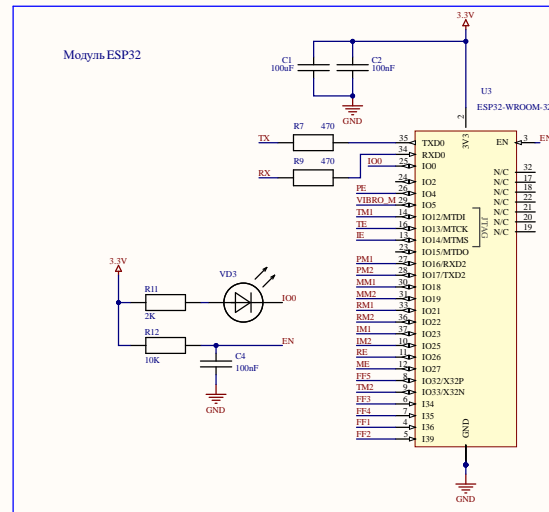 3.3V
Модуль ESP32
C1
100uF
C2
100nF
GND
U3
ESP32-WROOM-32
2
3V3
TX
R7
470
35
TXD0
EN
3
EN
RX
R9
470
34
RXD0
IO0
25
IO0
N/C
32
24
IO2
N/C
17
PE
26
IO4
N/C
18
VIBRO_M
29
IO5
N/C
22
TM1
14
IO12/MTDI
N/C
21
TE
16
IO13/MTCK
N/C
20
IE
13
IO14/MTMS
N/C
19
JTAG
23
IO15/MTDO
PM1
27
IO16/RXD2
PM2
28
IO17/TXD2
MM1
30
IO18
MM2
31
IO19
RM1
33
IO21
RM2
36
IO22
IM1
37
IO23
IM2
10
IO25
RE
11
IO26
ME
12
IO27
FF5
8
IO32/X32P
TM2
9
IO33/X32N
FF3
6
I34
FF4
7
I35
FF1
4
I36
FF2
5
I39
GND
1
GND
3.3V
R11
2K
VD3
IO0
R12
10K
EN
C4
100nF
GND